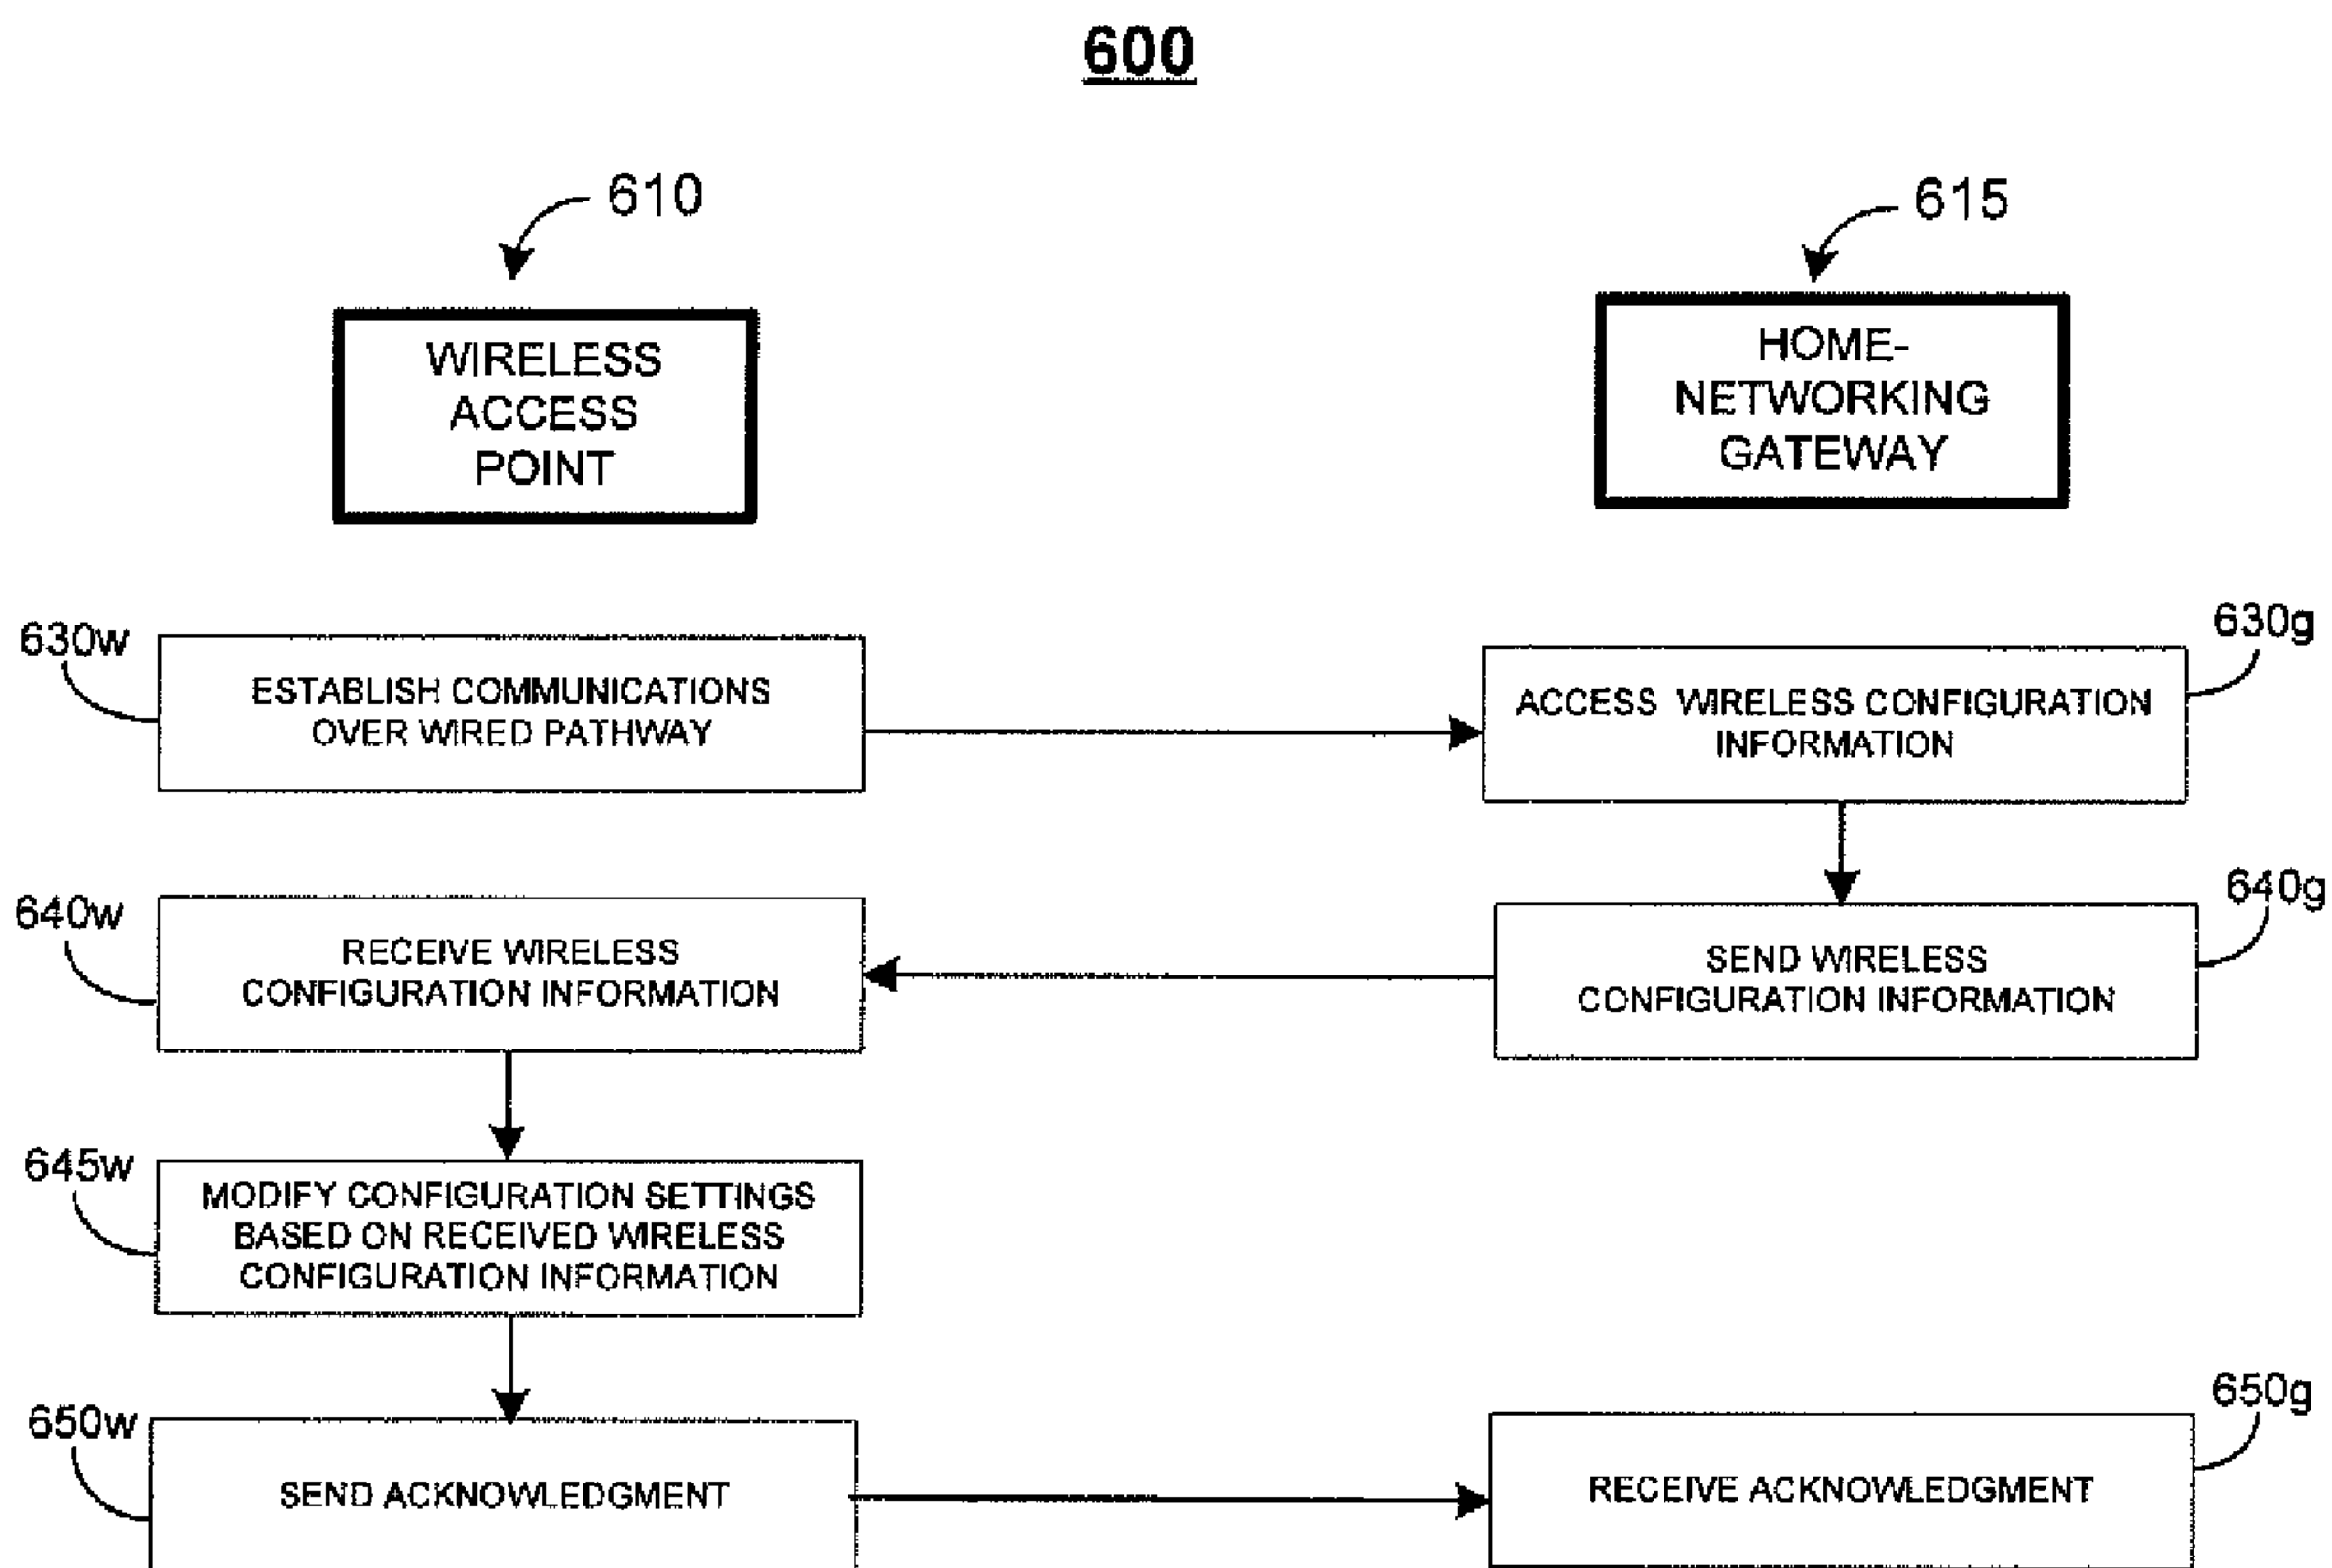 600
610
615
WIRELESS
ACCESS
POINT
HOME-
NETWORKING
GATEWAY
630w
ESTABLISH COMMUNICATIONS
OVER WIRED PATHWAY
630g
ACCESS WIRELESS CONFIGURATION
INFORMATION
640w
RECEIVE WIRELESS
CONFIGURATION INFORMATION
640g
SEND WIRELESS
CONFIGURATION INFORMATION
645w
MODIFY CONFIGURATION SETTINGS
BASED ON RECEIVED WIRELESS
CONFIGURATION INFORMATION
650w
SEND ACKNOWLEDGMENT
650g
RECEIVE ACKNOWLEDGMENT